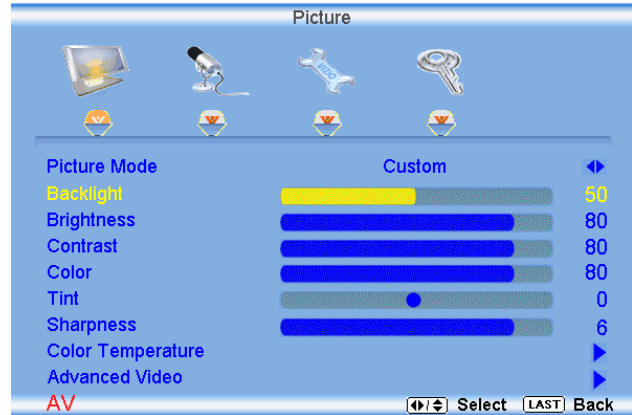 Picture
Picture Mode Custom
Backlight 50
Brightness 80
Contrast 80
Color 80
Tint 0
Sharpness 6
Color Temperature
Advanced Video
AV Select LAST Back